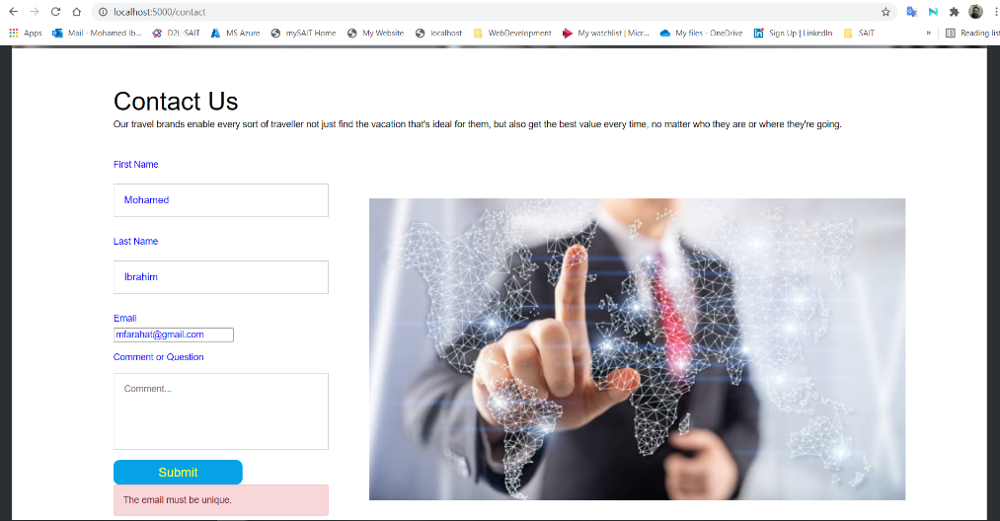 localhost:5000/contact
Apps Mail - Mohamed.Ib... D2L-SAIT MS Azure mySAIT Home My Website localhost WebDevelopment My watchlist | Micr... My files - OneDrive Sign Up | LinkedIn SAIT » Reading list
Contact Us
Our travel brands enable every sort of traveller not just find the vacation that's ideal for them, but also get the best value every time, no matter who they are or where they're going.
First Name
Mohamed
Last Name
Ibrahim
Email
mfarahat@gmail.com
Comment or Question
Comment...
Submit
The email must be unique.